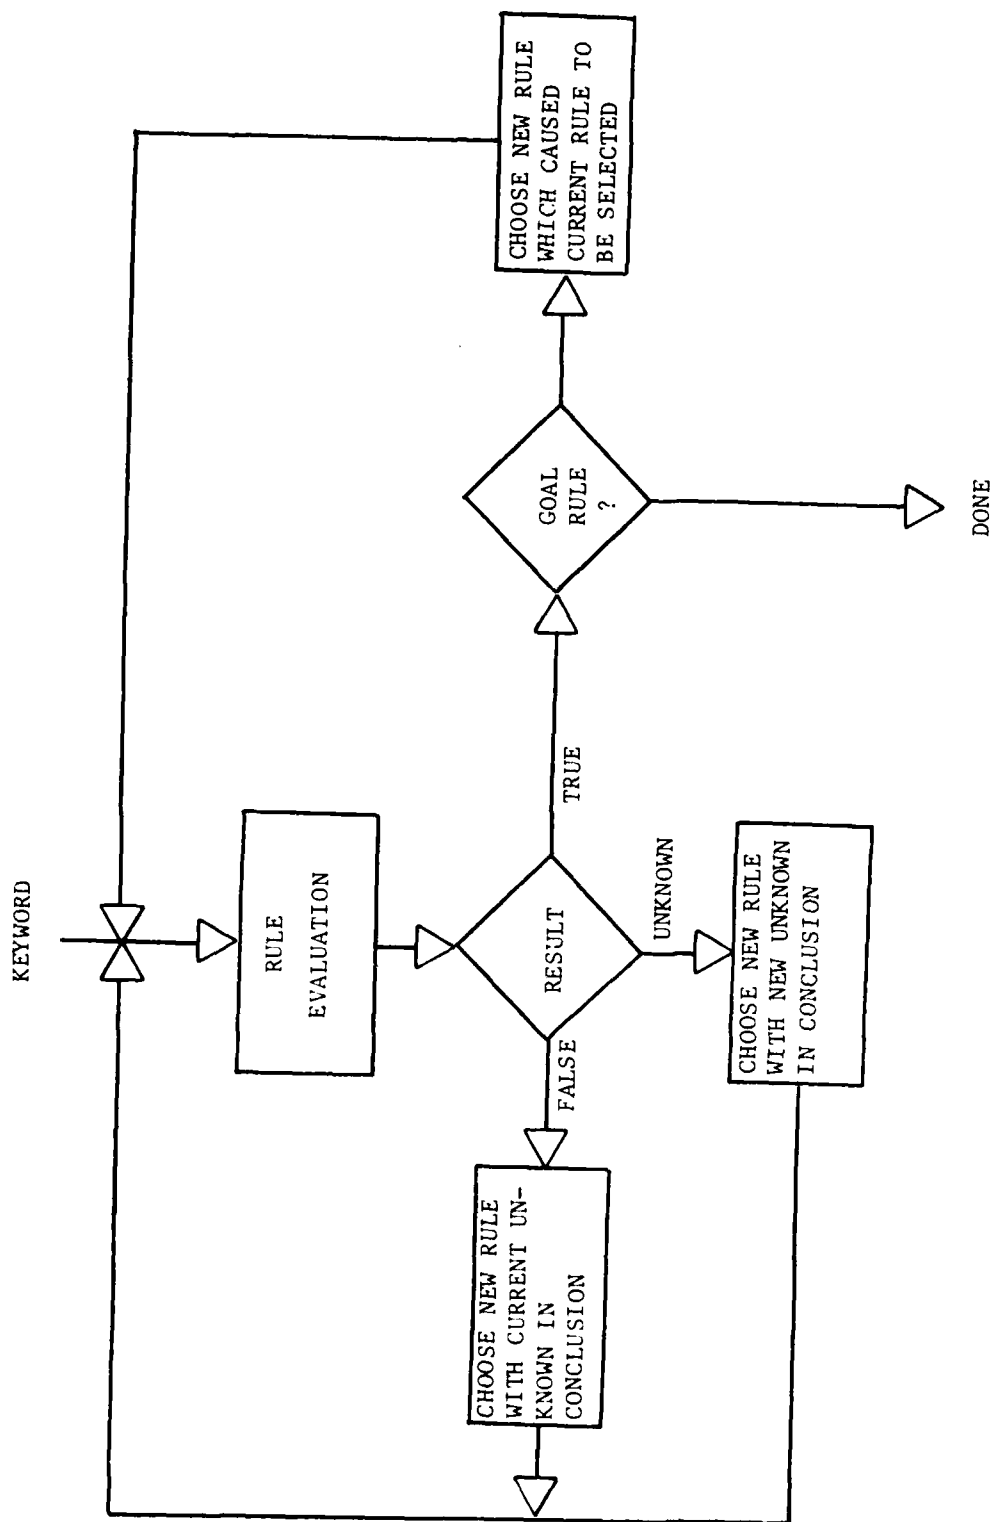 KEYWORD
RULE
EVALUATION
RESULT
FALSE
TRUE
UNKNOWN
CHOOSE NEW RULE
WITH CURRENT UN-
KNOWN IN
CONCLUSION
CHOOSE NEW RULE
WITH NEW UNKNOWN
IN CONCLUSION
GOAL
RULE
?
CHOOSE NEW RULE
WHICH CAUSED
CURRENT RULE TO
BE SELECTED
DONE